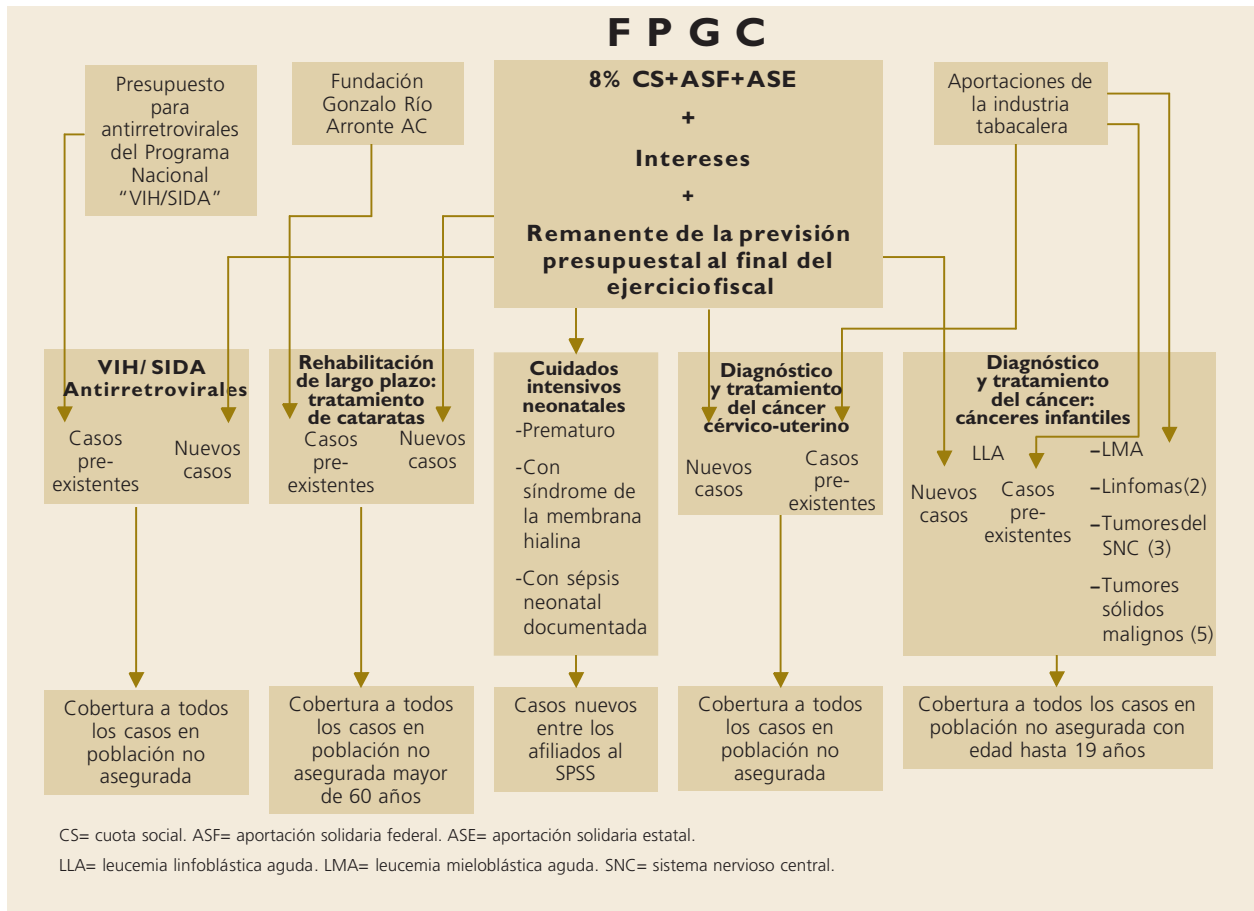 F P G C
Presupuesto
para
antirretrovirales
del Programa
Nacional
“VIH/SIDA”
Fundación
Gonzalo Río
Arronte AC
8% CS+ASF+ASE
+
Intereses
+
Remanente de la previsión
presupuestal al final del
ejercicio fiscal
Aportaciones de
la industria
tabacalera
VIH/ SIDA
Antirretrovirales
Casos
pre-
existentes
Nuevos
casos
Rehabilitación
de largo plazo:
tratamiento
de cataratas
Casos
pre-
existentes
Nuevos
casos
Cuidados
intensivos
neonatales
-Prematuro
-Con
síndrome de
la membrana
hialina
-Con sépsis
neonatal
documentada
Diagnóstico
y tratamiento
del cáncer
cérvico-uterino
Nuevos
casos
Casos
pre-
existentes
Diagnóstico
y tratamiento
del cáncer:
cánceres infantiles
LLA
Nuevos
casos
Casos
pre-
existentes
–LMA
–Linfomas(2)
–Tumores del
SNC (3)
–Tumores
sólidos
malignos (5)
Cobertura a todos
los casos en
población no
asegurada
Cobertura a todos
los casos en
población no
asegurada mayor
de 60 años
Casos nuevos
entre los
afiliados al
SPSS
Cobertura a todos
los casos en
población no
asegurada
Cobertura a todos los casos en
población no asegurada con
edad hasta 19 años
CS= cuota social. ASF= aportación solidaria federal. ASE= aportación solidaria estatal.
LLA= leucemia linfoblástica aguda. LMA= leucemia mieloblástica aguda. SNC= sistema nervioso central.